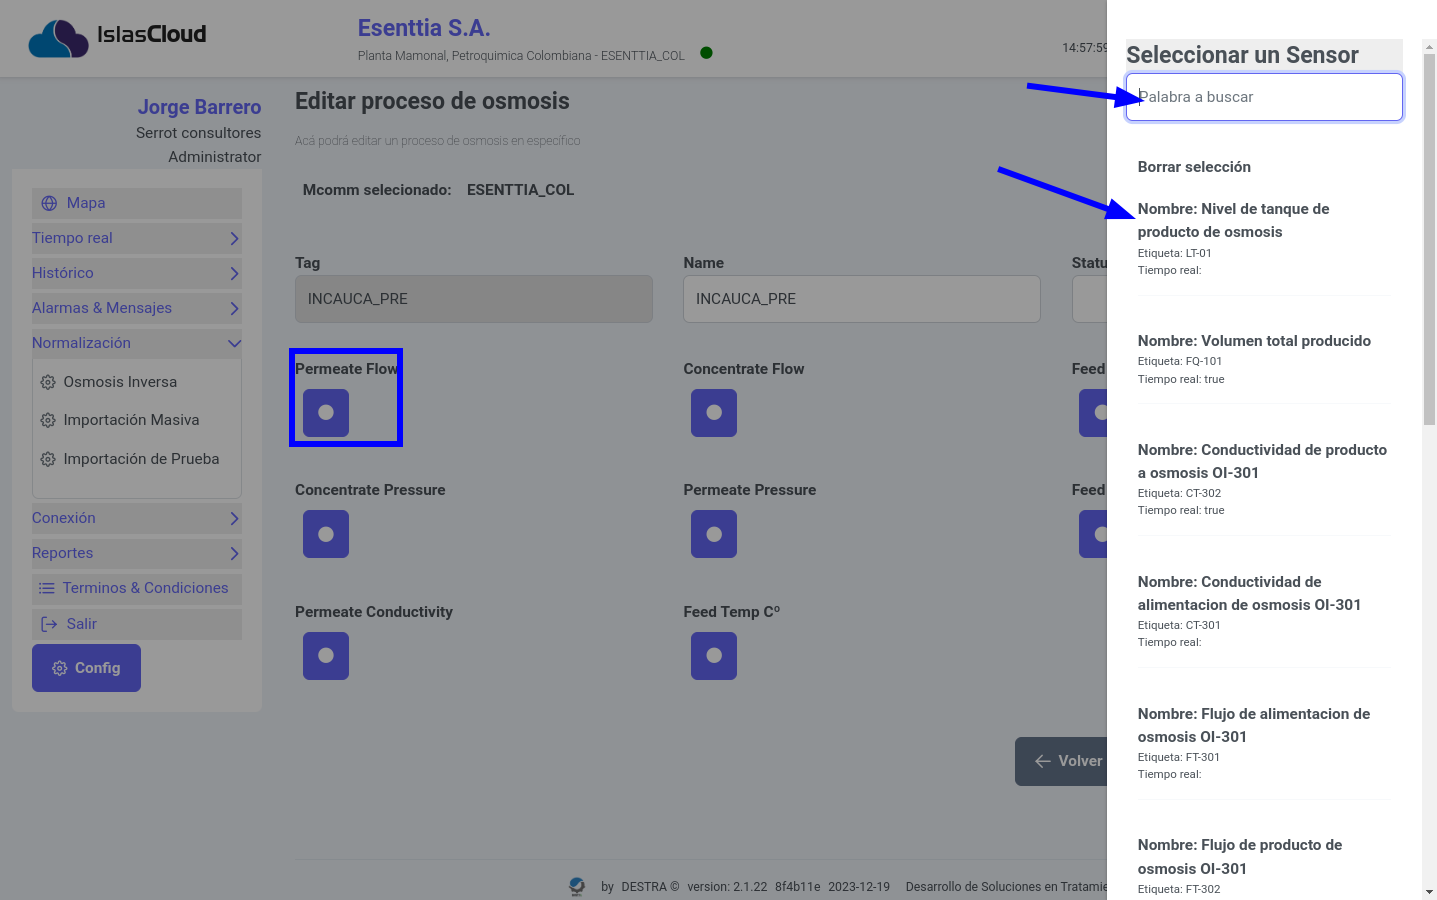 IslasCloud
Esenttia S.A.
Planta Mamonal, Petroquimica Colombiana - ESENTTIA_COL
14:57:59
Jorge Barrero
Serrot consultores
Administrator
Mapa
Tiempo real
Histórico
Alarmas & Mensajes
Normalización
Osmosis Inversa
Importación Masiva
Importación de Prueba
Conexión
Reportes
Terminos & Condiciones
Salir
Config
Editar proceso de osmosis
Acá podrá editar un proceso de osmosis en específico
Mcomm selecionado: ESENTTIA_COL
Tag
INCAUCA_PRE
Name
INCAUCA_PRE
Statu
Permeate Flow
Concentrate Flow
Feed
Concentrate Pressure
Permeate Pressure
Feed
Permeate Conductivity
Feed Temp Cº
Volver
by DESTRA © version: 2.1.22 8f4b11e 2023-12-19 Desarrollo de Soluciones en Tratamie
Seleccionar un Sensor
Palabra a buscar
Borrar selección
Nombre: Nivel de tanque de
producto de osmosis
Etiqueta: LT-01
Tiempo real:
Nombre: Volumen total producido
Etiqueta: FQ-101
Tiempo real: true
Nombre: Conductividad de producto
a osmosis OI-301
Etiqueta: CT-302
Tiempo real: true
Nombre: Conductividad de
alimentacion de osmosis OI-301
Etiqueta: CT-301
Tiempo real:
Nombre: Flujo de alimentacion de
osmosis OI-301
Etiqueta: FT-301
Tiempo real:
Nombre: Flujo de producto de
osmosis OI-301
Etiqueta: FT-302